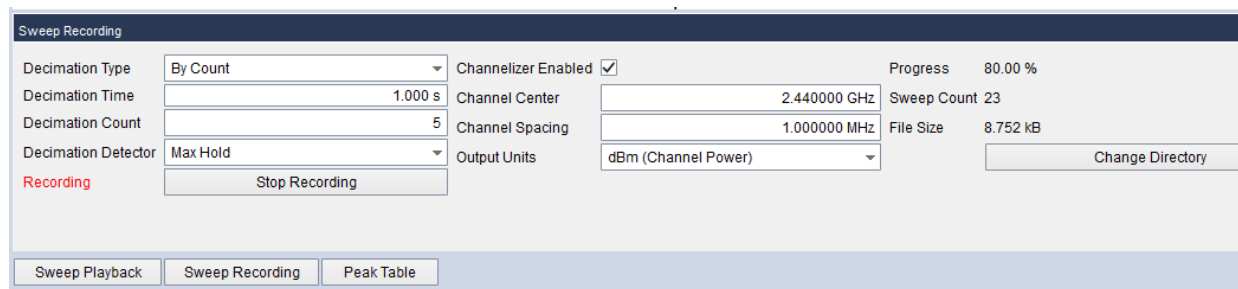 Sweep Recording
Decimation Type By Count Channelizer Enabled Progress 80.00 %
Decimation Time 1.000 s Channel Center 2.440000 GHz Sweep Count 23
Decimation Count 5 Channel Spacing 1.000000 MHz File Size 8.752 kB
Decimation Detector Max Hold Output Units dBm (Channel Power) Change Directory
Recording Stop Recording
Sweep Playback Sweep Recording Peak Table